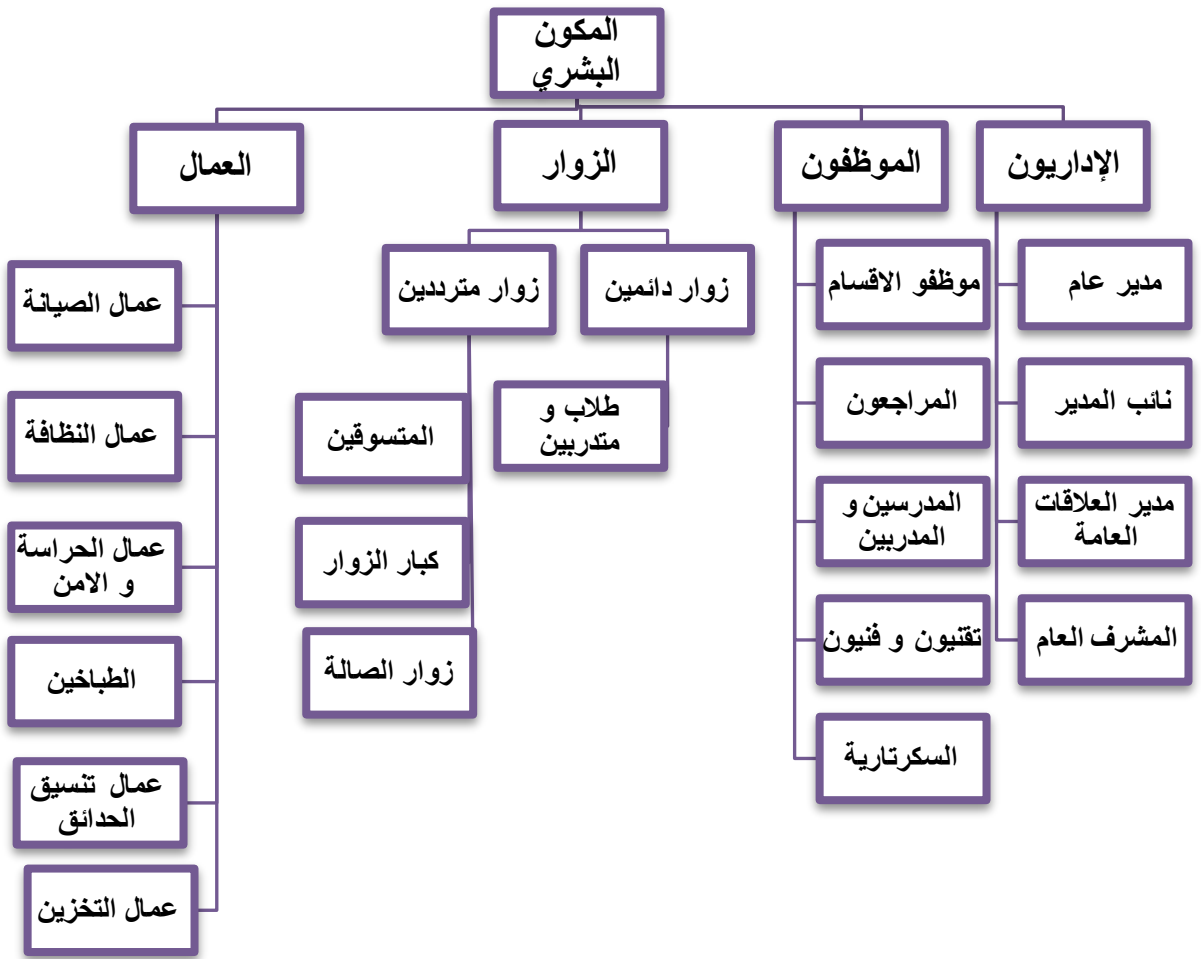 المكون
البشري
الإداريون
الموظفون
الزوار
العمال
مدير عام
نائب المدير
مدير العلاقات
العامة
المشرف العام
موظفو الاقسام
المراجعون
المدرسين و
المدربين
تقنيون و فنيون
السكرتارية
زوار دائمين
طلاب و
متدربين
زوار مترددين
المتسوقين
كبار الزوار
زوار الصالة
عمال الصيانة
عمال النظافة
عمال الحراسة
و الامن
الطباخين
عمال تنسيق
الحدائق
عمال التخزين